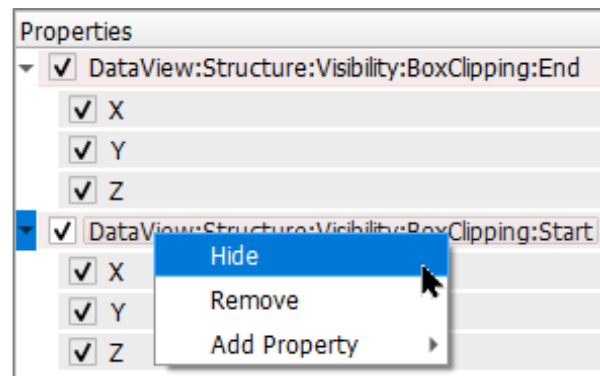 Properties
DataView:Structure:Visibility:BoxClipping:End
X
Y
Z
DataView:Structure:Visibility:BoxClipping:Start
X
Hide
Y
Remove
Z
Add Property